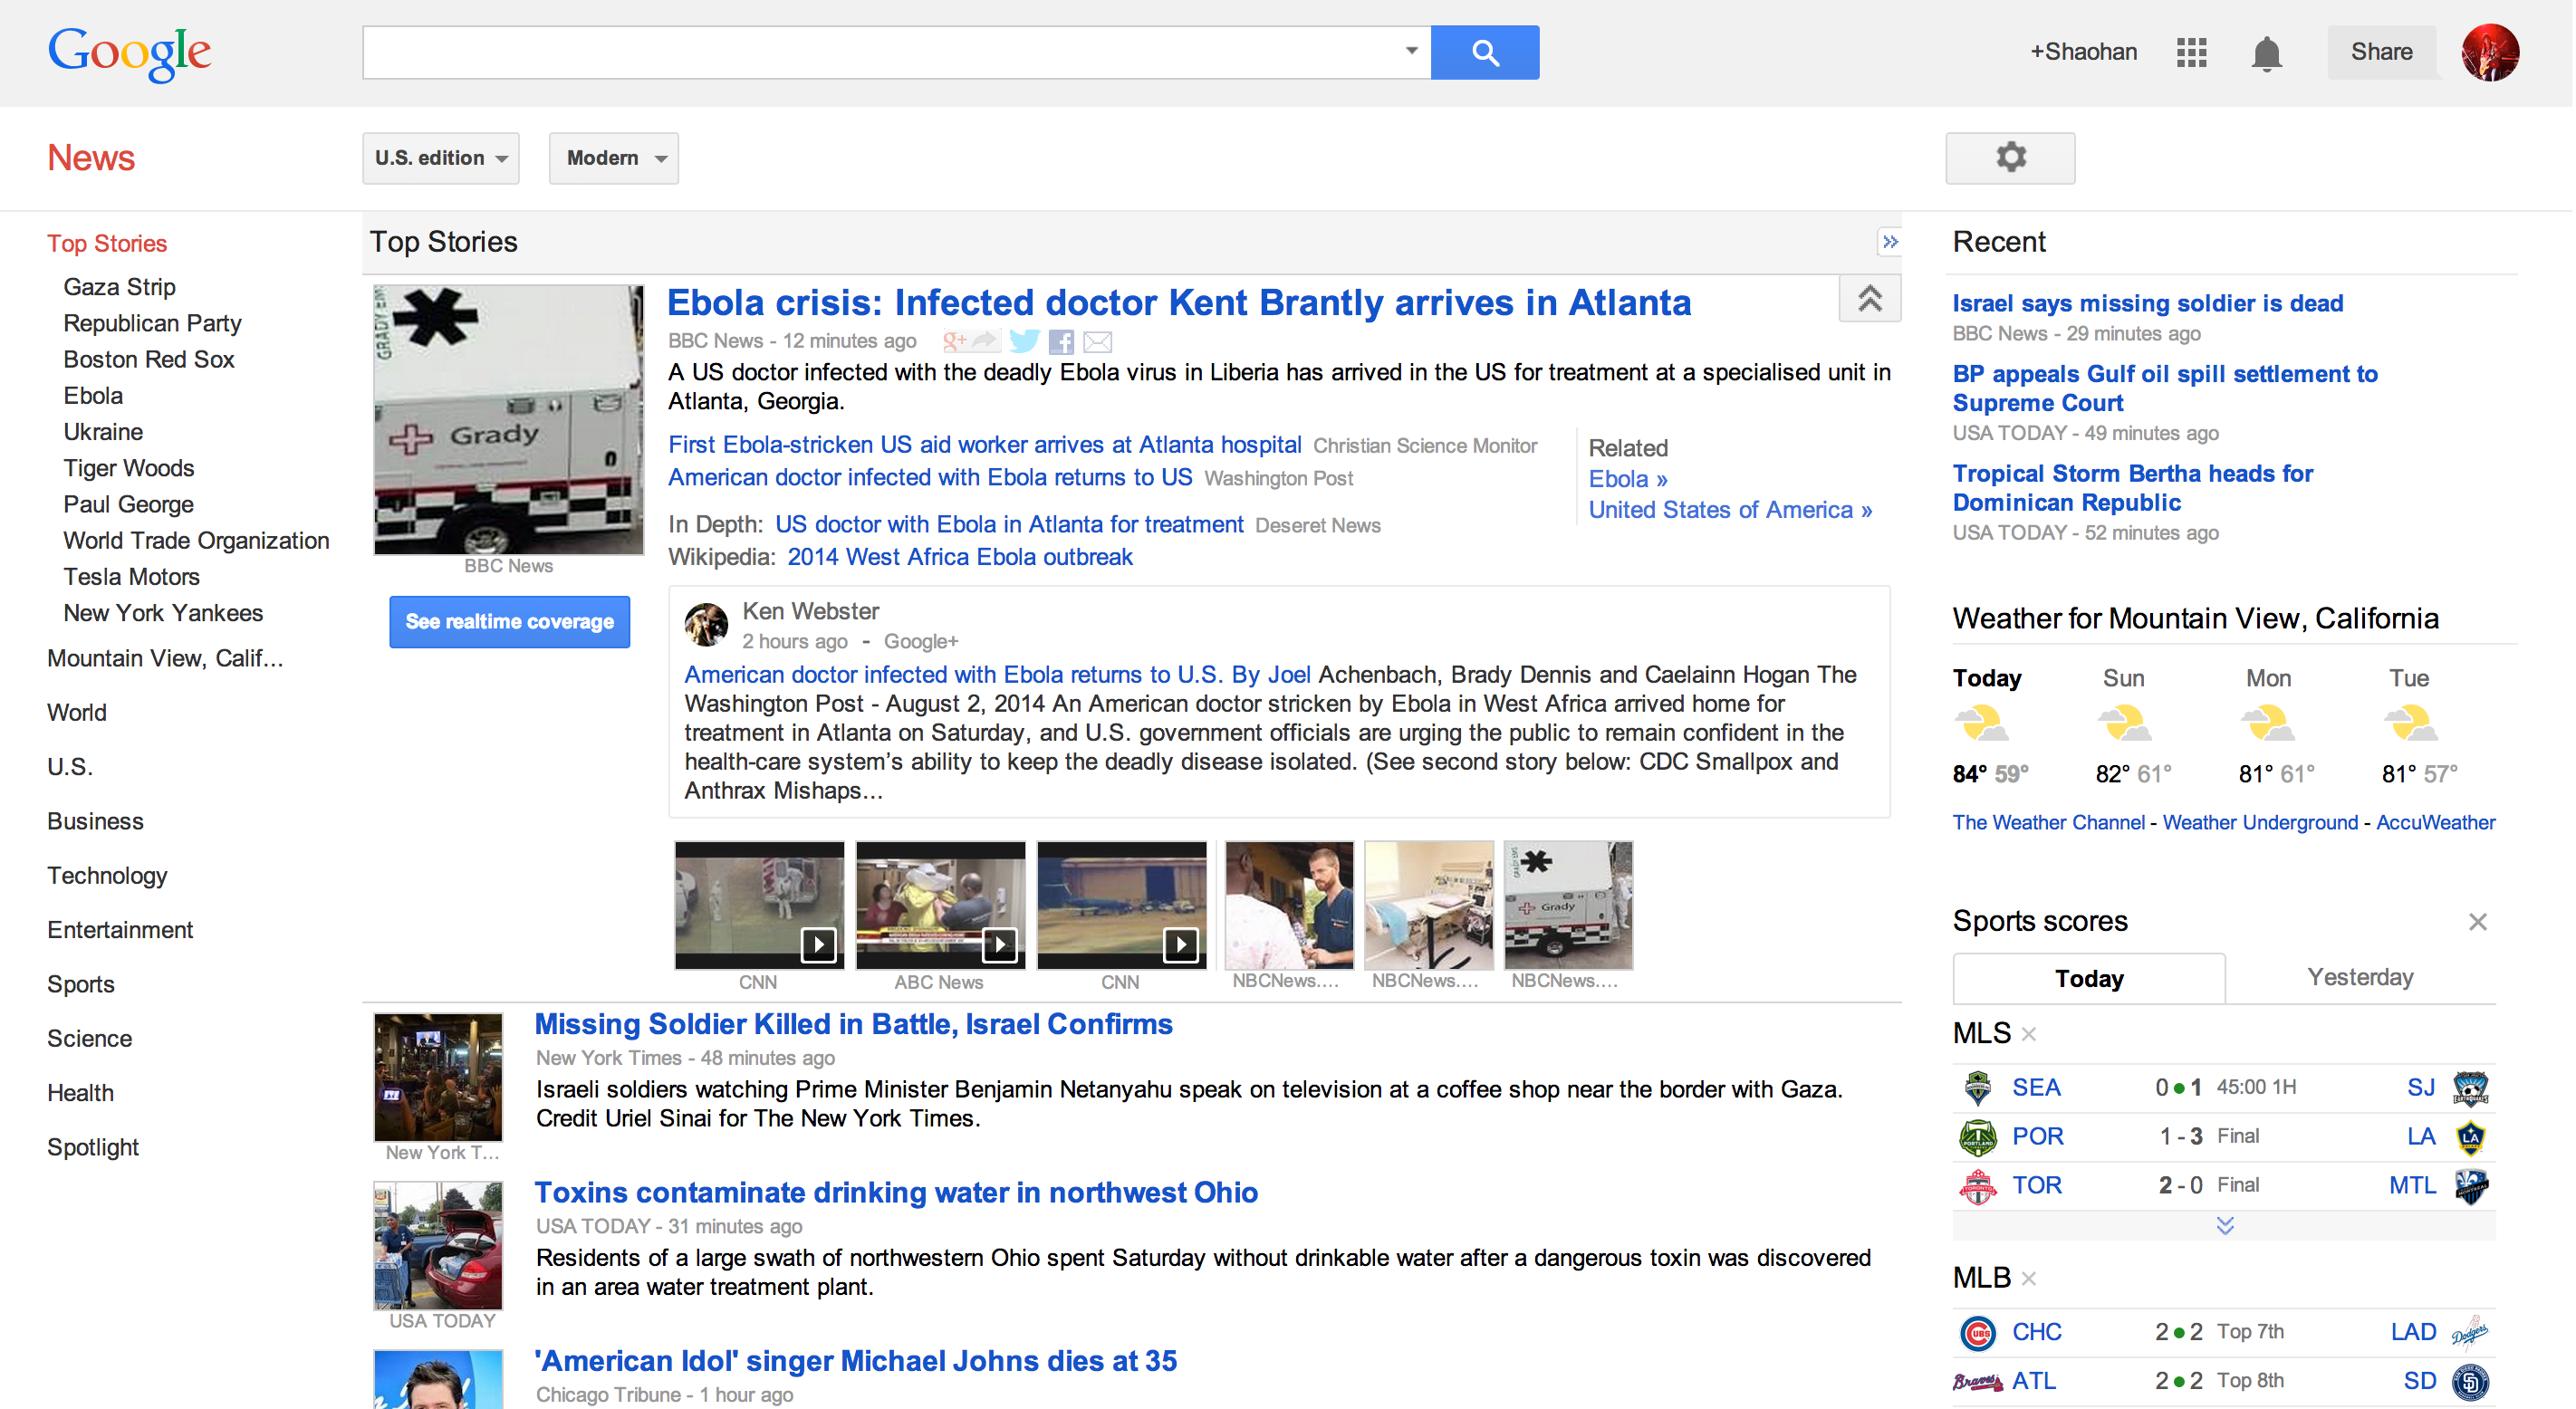 Google
+Shaohan
Share
News
U.S. edition
Modern
Top Stories
Gaza Strip
Republican Party
Boston Red Sox
Ebola
Ukraine
Tiger Woods
Paul George
World Trade Organization
Tesla Motors
New York Yankees
Mountain View, Calif...
World
U.S.
Business
Technology
Entertainment
Sports
Science
Health
Spotlight
Top Stories
»
GRADY EM
Grady
BBC News
See realtime coverage
Ebola crisis: Infected doctor Kent Brantly arrives in Atlanta
BBC News - 12 minutes ago
g+
A US doctor infected with the deadly Ebola virus in Liberia has arrived in the US for treatment at a specialised unit in
Atlanta, Georgia.
First Ebola-stricken US aid worker arrives at Atlanta hospital Christian Science Monitor
American doctor infected with Ebola returns to US Washington Post
In Depth: US doctor with Ebola in Atlanta for treatment Deseret News
Wikipedia: 2014 West Africa Ebola outbreak
Related
Ebola »
United States of America »
Ken Webster
2 hours ago - Google+
American doctor infected with Ebola returns to U.S. By Joel Achenbach, Brady Dennis and Caelainn Hogan The
Washington Post - August 2, 2014 An American doctor stricken by Ebola in West Africa arrived home for
treatment in Atlanta on Saturday, and U.S. government officials are urging the public to remain confident in the
health-care system’s ability to keep the deadly disease isolated. (See second story below: CDC Smallpox and
Anthrax Mishaps...
Grady
CNN
ABC News
CNN
NBCNews....
NBCNews....
NBCNews....
Missing Soldier Killed in Battle, Israel Confirms
New York Times - 48 minutes ago
Israeli soldiers watching Prime Minister Benjamin Netanyahu speak on television at a coffee shop near the border with Gaza.
Credit Uriel Sinai for The New York Times.
New York T...
Toxins contaminate drinking water in northwest Ohio
USA TODAY - 31 minutes ago
Residents of a large swath of northwestern Ohio spent Saturday without drinkable water after a dangerous toxin was discovered
in an area water treatment plant.
USA TODAY
'American Idol' singer Michael Johns dies at 35
Chicago Tribune - 1 hour ago
Recent
Israel says missing soldier is dead
BBC News - 29 minutes ago
BP appeals Gulf oil spill settlement to
Supreme Court
USA TODAY - 49 minutes ago
Tropical Storm Bertha heads for
Dominican Republic
USA TODAY - 52 minutes ago
Weather for Mountain View, California
Today Sun Mon Tue
84° 59° 82° 61° 81° 61° 81° 57°
The Weather Channel - Weather Underground - AccuWeather
Sports scores
Today Yesterday
MLS
SEA 0 1 45:00 1H SJ
POR 1 - 3 Final LA
TOR 2 - 0 Final MTL
MLB
CHC 2 2 Top 7th LAD
ATL 2 2 Top 8th SD